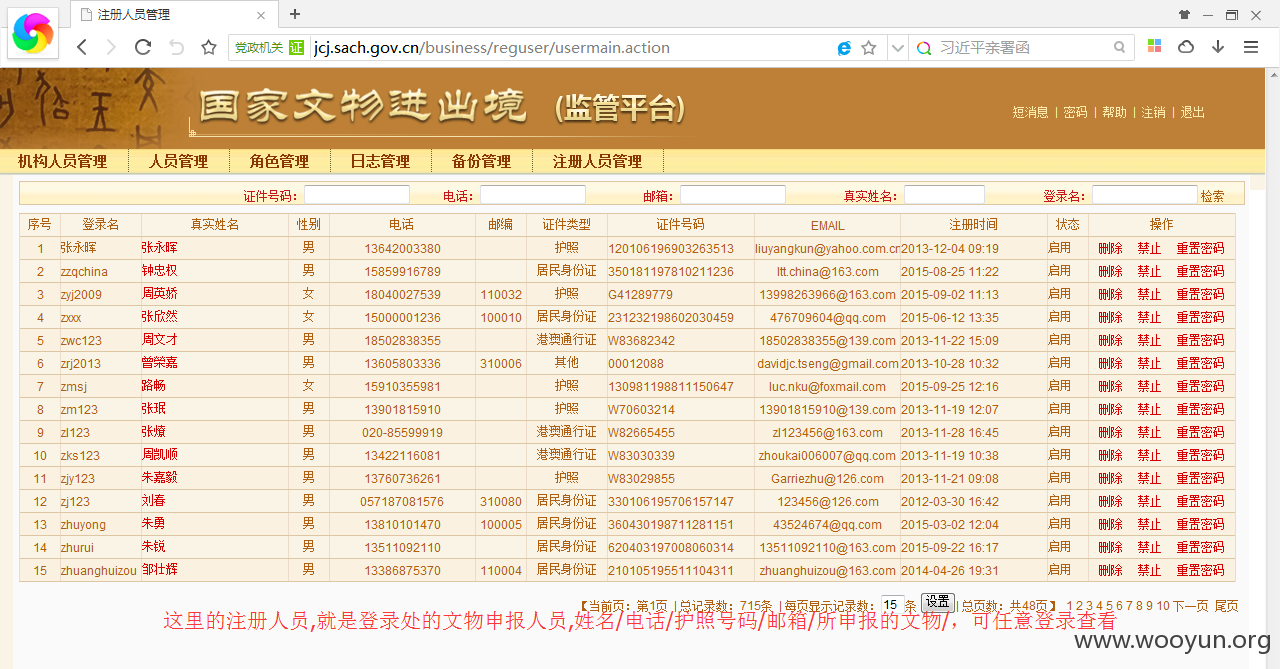 注册人员管理
党政机关 证 jcj.sach.gov.cn/business/reguser/usermain.action 习近平亲署函
国家文物进出境 (监管平台)
短消息 | 密码 | 帮助 | 注销 | 退出
机构人员管理 人员管理 角色管理 日志管理 备份管理 注册人员管理
证件号码： 电话： 邮箱： 真实姓名： 登录名： 检索
序号 登录名 真实姓名 性别 电话 邮编 证件类型 证件号码 EMAIL 注册时间 状态 操作
1 张永晖 张永晖 男 13642003380 护照 120106196903263513 liuyangkun@yahoo.com.cn 2013-12-04 09:19 启用 删除 禁止 重置密码
2 zzqchina 钟忠权 男 15859916789 居民身份证 350181197810211236 ltt.china@163.com 2015-08-25 11:22 启用 删除 禁止 重置密码
3 zyj2009 周英娇 女 18040027539 110032 护照 G41289779 13998263966@163.com 2015-09-02 11:13 启用 删除 禁止 重置密码
4 zxxx 张欣然 女 15000001236 100010 居民身份证 231232198602030459 476709604@qq.com 2015-06-12 13:35 启用 删除 禁止 重置密码
5 zwc123 周文才 男 18502838355 港澳通行证 W83682342 18502838355@139.com 2013-11-22 15:09 启用 删除 禁止 重置密码
6 zrj2013 曾榮嘉 男 13605803336 310006 其他 00012088 davidjc.tseng@gmail.com 2013-10-28 10:32 启用 删除 禁止 重置密码
7 zmsj 路畅 女 15910355981 护照 130981198811150647 luc.nku@foxmail.com 2015-09-25 12:16 启用 删除 禁止 重置密码
8 zm123 张珉 男 13901815910 护照 W70603214 13901815910@139.com 2013-11-19 12:07 启用 删除 禁止 重置密码
9 zl123 张燎 男 020-85599919 港澳通行证 W82665455 zl123456@163.com 2013-11-28 16:45 启用 删除 禁止 重置密码
10 zks123 周凯顺 男 13422116081 港澳通行证 W83030339 zhoukai006007@qq.com 2013-11-19 10:38 启用 删除 禁止 重置密码
11 zjy123 朱嘉毅 男 13760736261 护照 W83029855 Garriezhu@126.com 2013-11-21 09:08 启用 删除 禁止 重置密码
12 zj123 刘春 男 057187081576 310080 居民身份证 330106195706157147 123456@126.com 2012-03-30 16:42 启用 删除 禁止 重置密码
13 zhuyong 朱勇 男 13810101470 100005 居民身份证 360430198711281151 43524674@qq.com 2015-03-02 12:04 启用 删除 禁止 重置密码
14 zhurui 朱锐 男 13511092110 居民身份证 620403197008060314 13511092110@163.com 2015-09-22 16:17 启用 删除 禁止 重置密码
15 zhuanghuizou 邹壮辉 男 13386875370 110004 居民身份证 210105195511104311 zhuanghuizou@163.com 2014-04-26 19:31 启用 删除 禁止 重置密码
【当前页：第1页 | 总记录数：715条 | 每页显示记录数： 15 条 设置 | 总页数：共48页】 1 2 3 4 5 6 7 8 9 10 下一页 尾页
这里的注册人员,就是登录处的文物申报人员,姓名/电话/护照号码/邮箱/所申报的文物/，可任意登录查看
www.wooyun.org